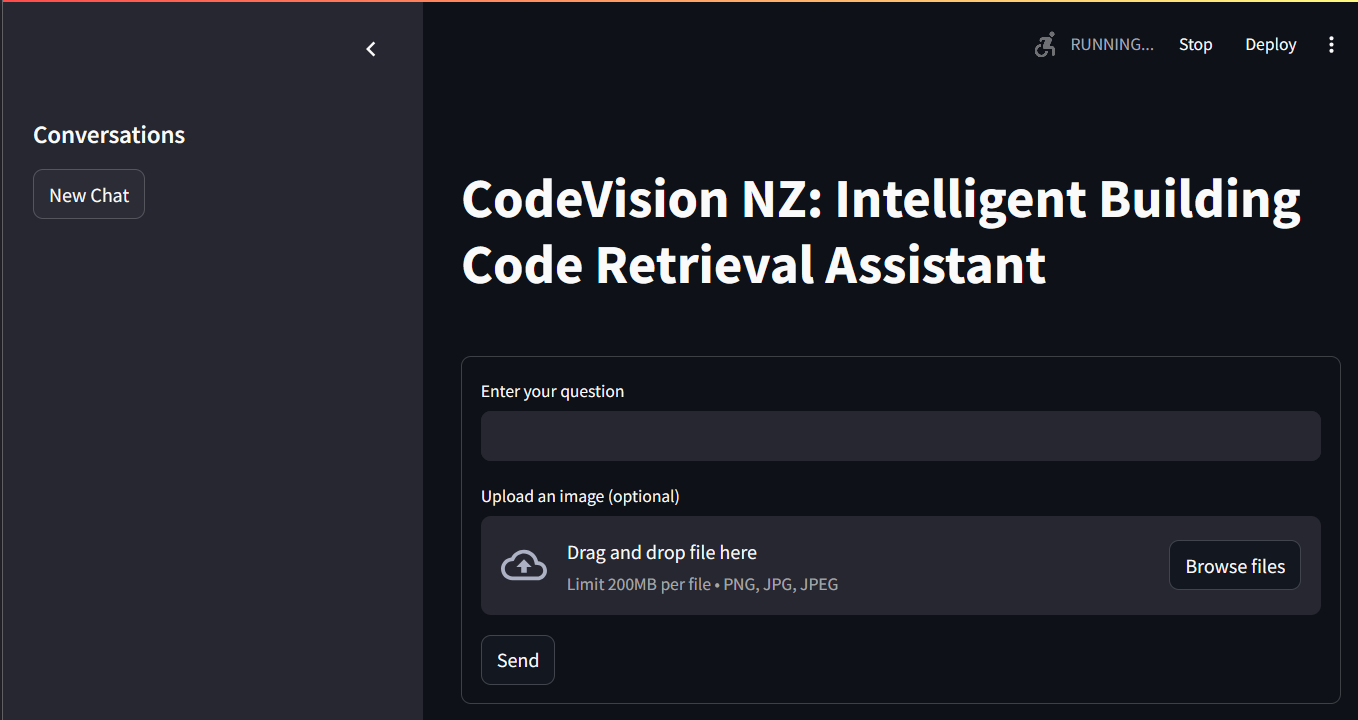 RUNNING...
Stop
Deploy
Conversations
New Chat
CodeVision NZ: Intelligent Building
Code Retrieval Assistant
Enter your question
Upload an image (optional)
Drag and drop file here
Limit 200MB per file • PNG, JPG, JPEG
Browse files
Send